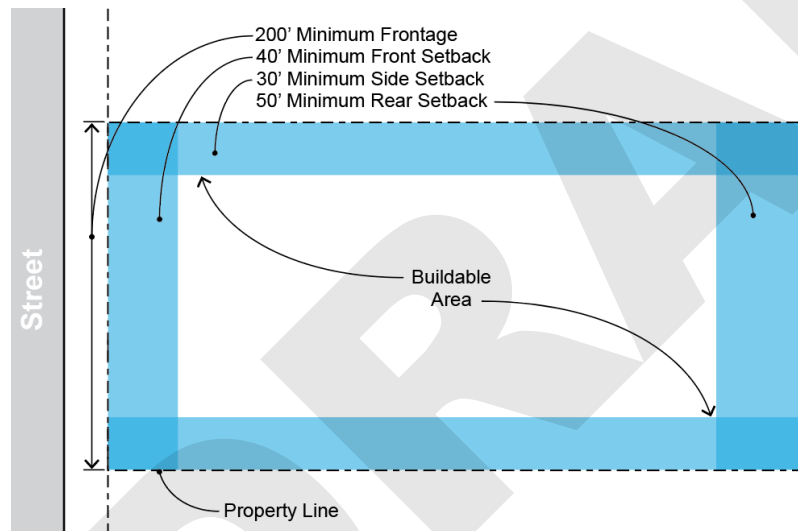 200’ Minimum Frontage
40’ Minimum Front Setback
30’ Minimum Side Setback
50’ Minimum Rear Setback
Street
Buildable
Area
Property Line